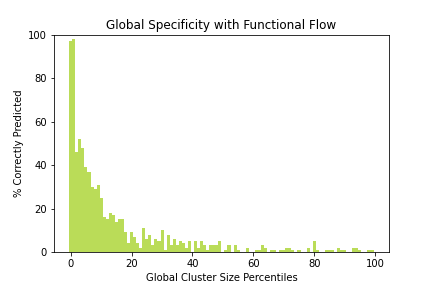 Global Specificity with Functional Flow
100
80
60
40
20
0
% Correctly Predicted
0 20 40 60 80 100
Global Cluster Size Percentiles